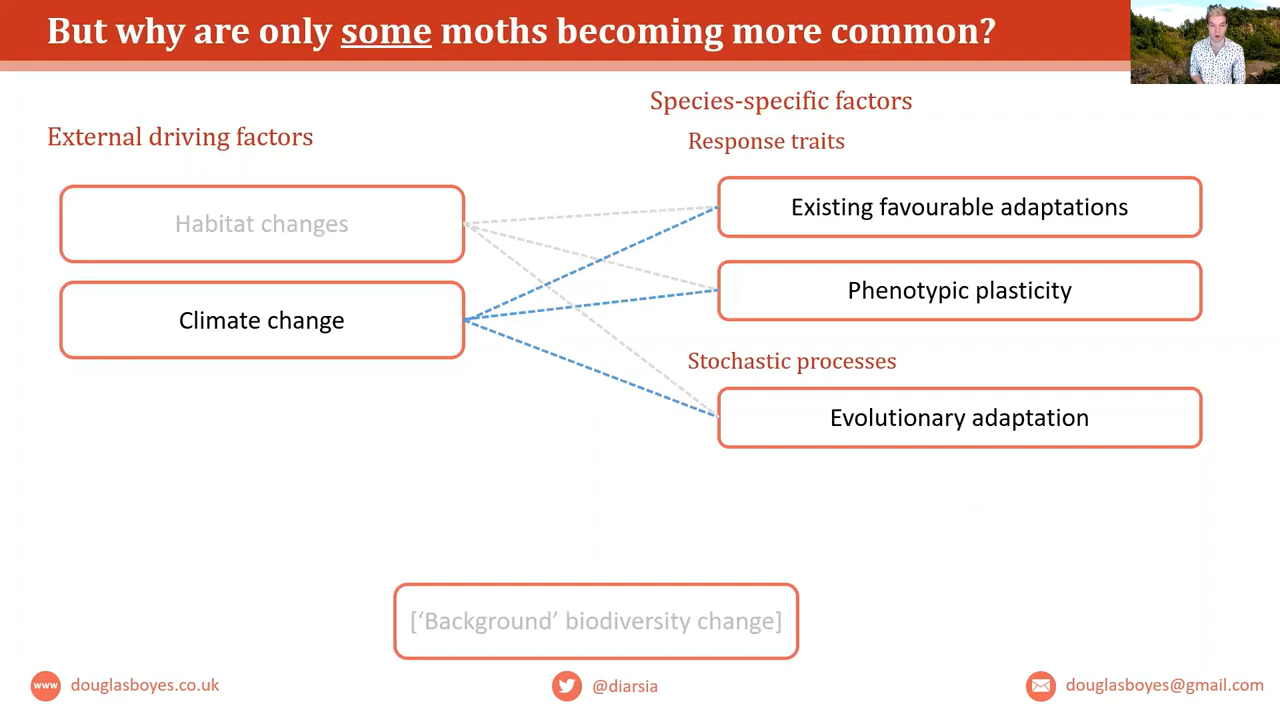 But why are only some moths becoming more common?
Species-specific factors
External driving factors
Response traits
Habitat changes
Existing favourable adaptations
Climate change
Phenotypic plasticity
Stochastic processes
Evolutionary adaptation
[‘Background’ biodiversity change]
www douglasboyes.co.uk
@diarsia
douglasboyes@gmail.com